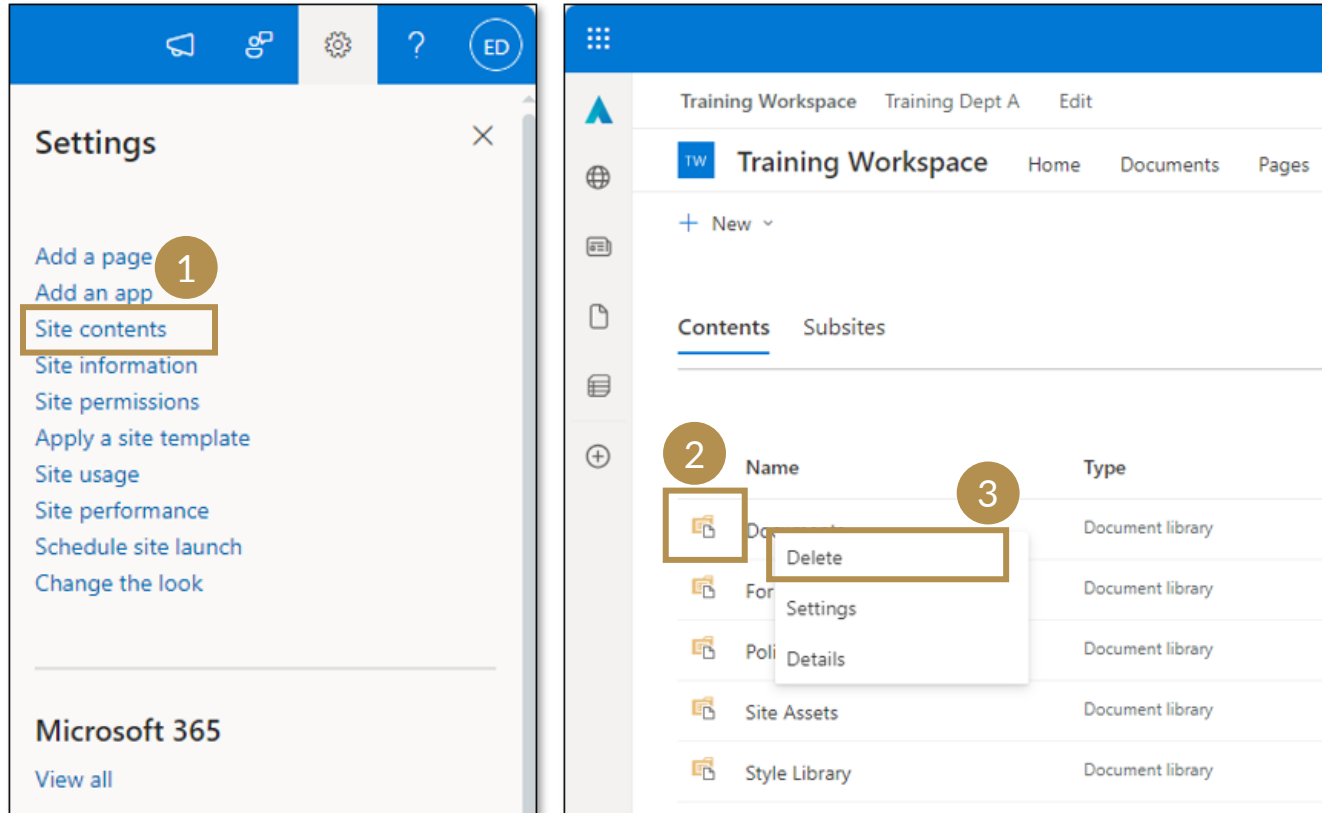 ED
Settings
Add a page
1
Add an app
Site contents
Site information
Site permissions
Apply a site template
Site usage
Site performance
Schedule site launch
Change the look
Microsoft 365
View all
Training Workspace Training Dept A Edit
TW Training Workspace Home Documents Pages
+ New
Contents Subsites
2
Name Type
3
Document library
Delete
Document library
Settings
Document library
Details
Site Assets Document library
Style Library Document library